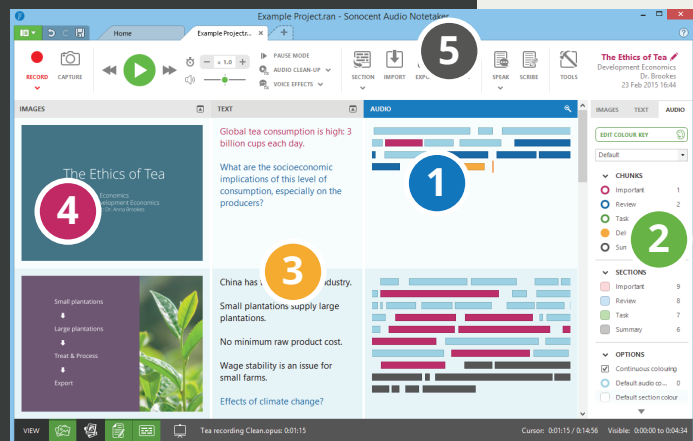 Example Project.ran - Sonocent Audio Notetaker
Home
Example Project...
RECORD
CAPTURE
x 1.0
PAUSE MODE
AUDIO CLEAN-UP
VOICE EFFECTS
SECTION
IMPORT
SPEAK
SCRIBE
TOOLS
The Ethics of Tea
Development Economics
Dr. Brookes
23 Feb 2015 16:44
5
IMAGES
TEXT
AUDIO
IMAGES TEXT AUDIO
The Ethics of Tea
Economics
Development Economics
Dr. Anna Brookes
4
Global tea consumption is high: 3
billion cups each day.
What are the socioeconomic
implications of this level of
consumption, especially on the
producers?
1
EDIT COLOUR KEY
Default
CHUNKS
Important 1
Review 2
Task
2
SECTIONS
Important 9
Review 8
Task 7
Summary 6
OPTIONS
Continuous colouring
Default audio co... 0
Default section colour
Small plantations
Large plantations
Treat & Process
Export
3
China has
Small plantations supply large
plantations.
No minimum raw product cost.
Wage stability is an issue for
small farms.
Effects of climate change?
VIEW
Tea recording Clean.opus: 0:01:15
Cursor: 0:01:15 / 0:14:56 Visible: 0:00:00 to 0:04:34